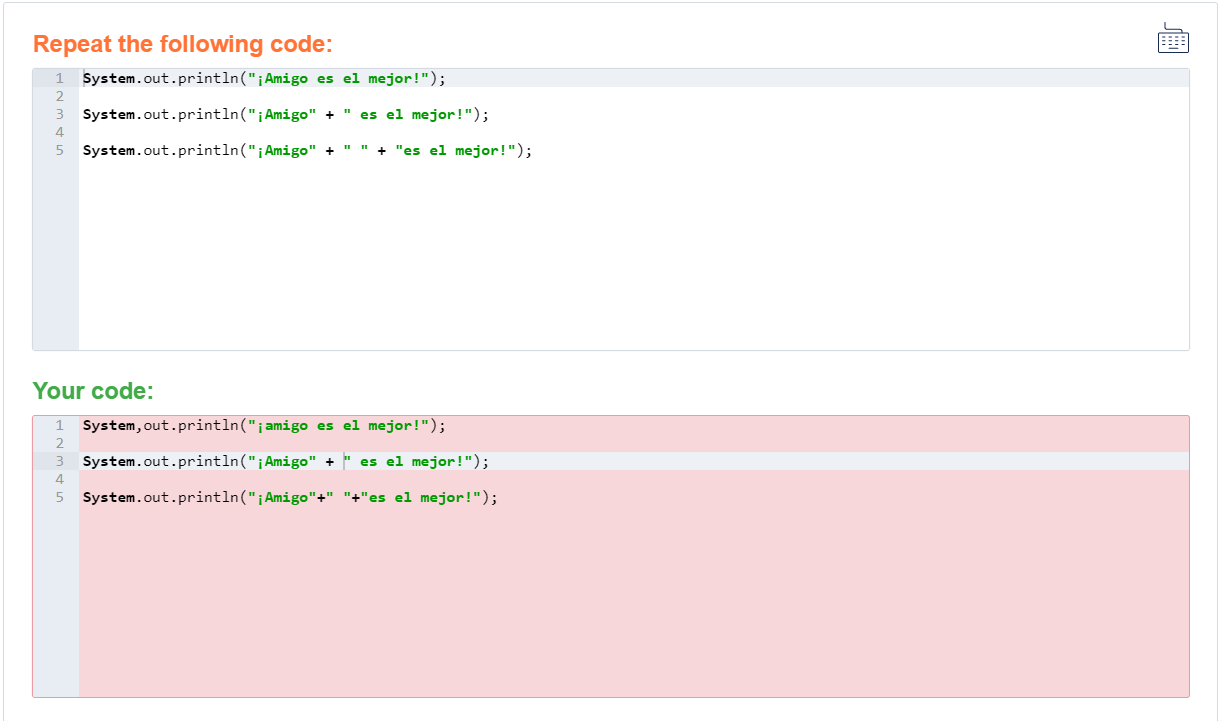 Repeat the following code:
1 System.out.println("¡Amigo es el mejor!");
2
3 System.out.println("¡Amigo" + " es el mejor!");
4
5 System.out.println("¡Amigo" + " " + "es el mejor!");
Your code:
1 System,out.println("¡amigo es el mejor!");
2
3 System.out.println("¡Amigo" + " es el mejor!");
4
5 System.out.println("¡Amigo"+" "+"es el mejor!");